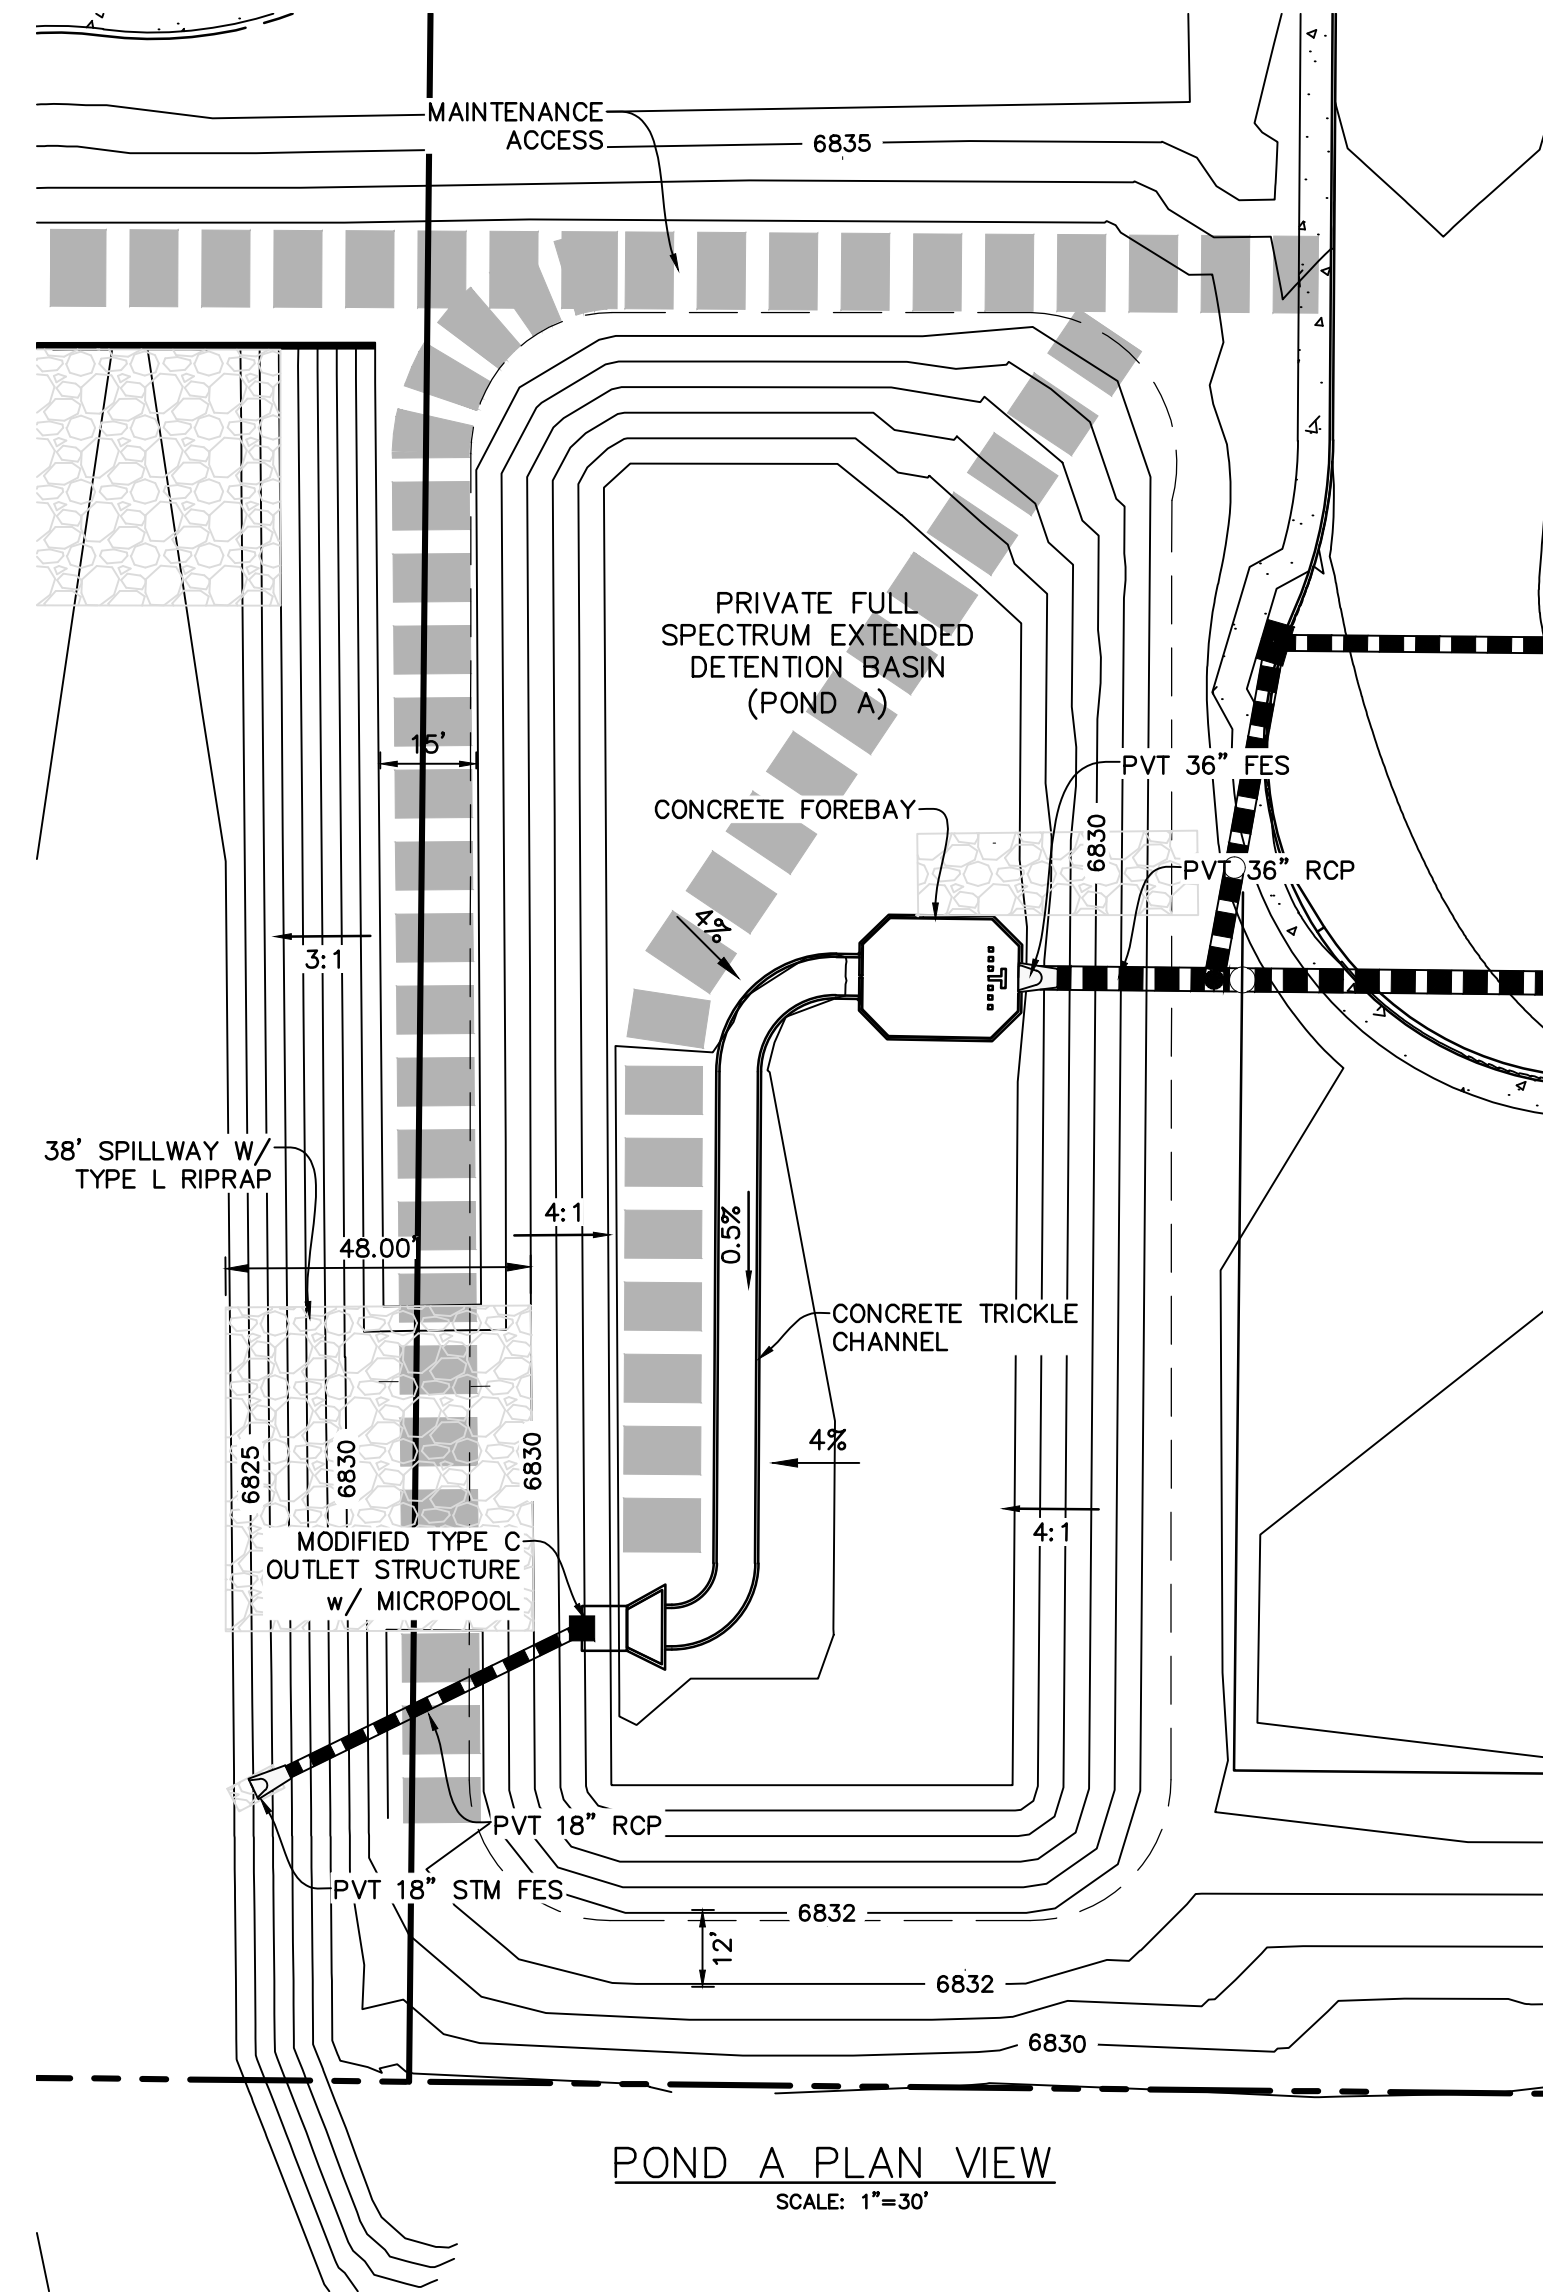 MAINTENANCE
ACCESS
6835
PRIVATE FULL
SPECTRUM EXTENDED
DETENTION BASIN
(POND A)
15'
PVT 36" FES
CONCRETE FOREBAY
6830
PVT 36" RCP
4%
3:1
38' SPILLWAY W/
TYPE L RIPRAP
4:1
0.5%
48.00'
CONCRETE TRICKLE
CHANNEL
4%
6825
6830
6830
4:1
MODIFIED TYPE C
OUTLET STRUCTURE
w/ MICROPOOL
PVT 18" RCP
PVT 18" STM FES
6832
12'
6832
6830
POND A PLAN VIEW
SCALE: 1"=30'